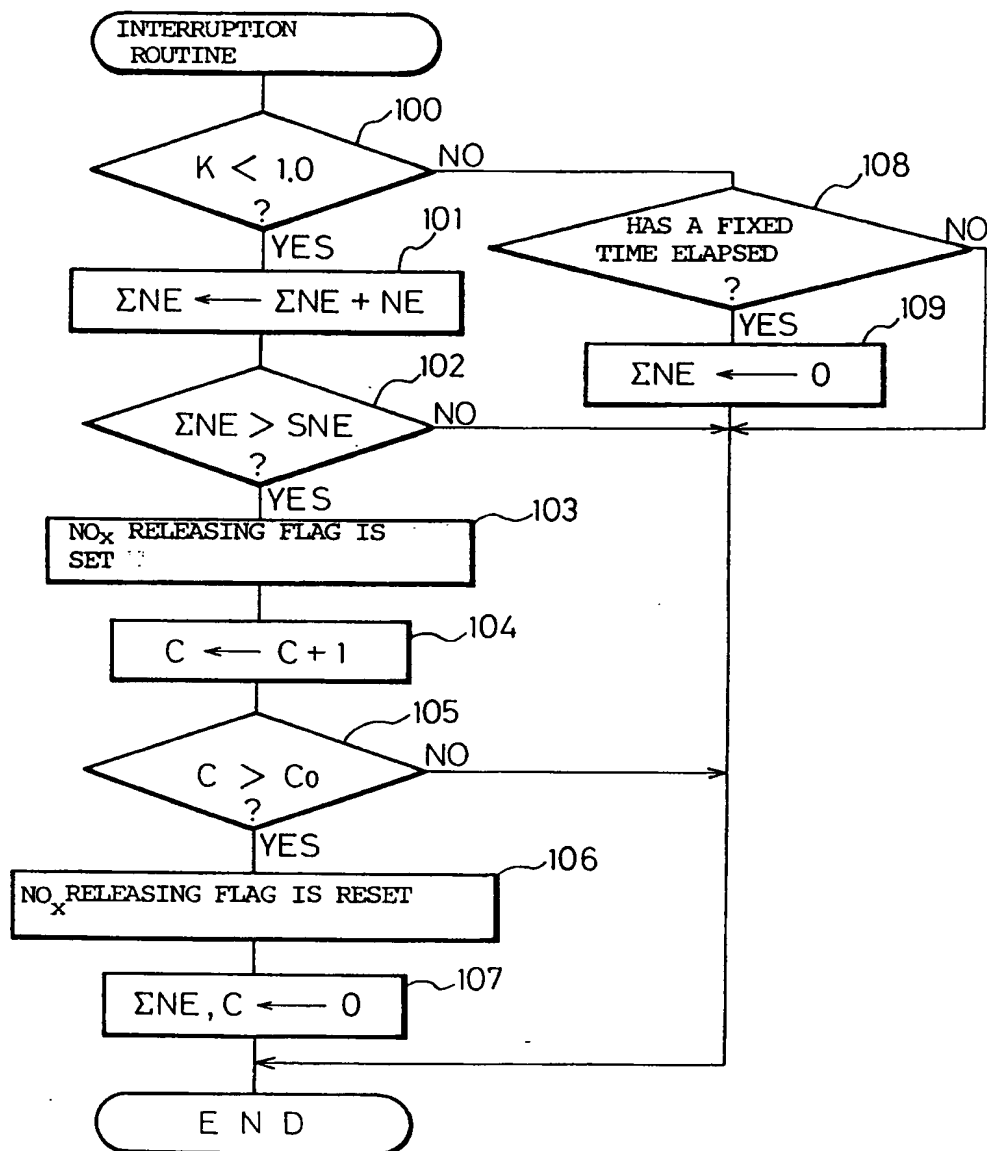 INTERRUPTION
ROUTINE
100
K < 1.0
?
NO
YES
108
HAS A FIXED
TIME ELAPSED
?
NO
YES
101
ΣNE ← ΣNE + NE
109
ΣNE ← 0
102
ΣNE > SNE
?
NO
YES
103
NOx RELEASING FLAG IS
SET
104
C ← C + 1
105
C > Co
?
NO
YES
106
NOx RELEASING FLAG IS RESET
107
ΣNE, C ← 0
E N D